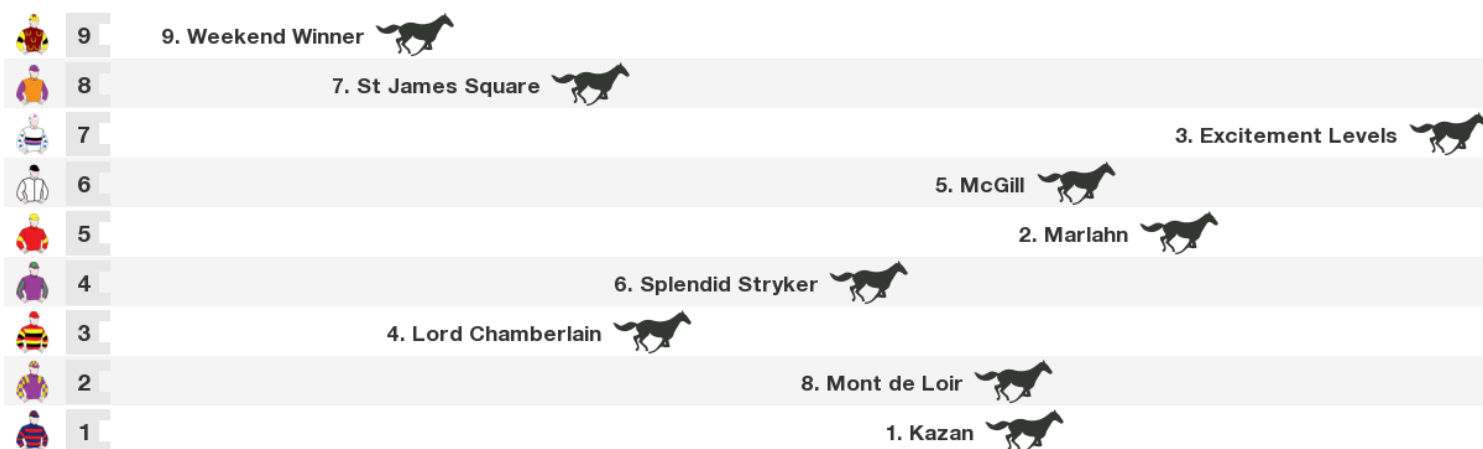 9 9. Weekend Winner
8 7. St James Square
7 3. Excitement Levels
6 5. McGill
5 2. Marlahn
4 6. Splendid Stryker
3 4. Lord Chamberlain
2 8. Mont de Loir
1 1. Kazan